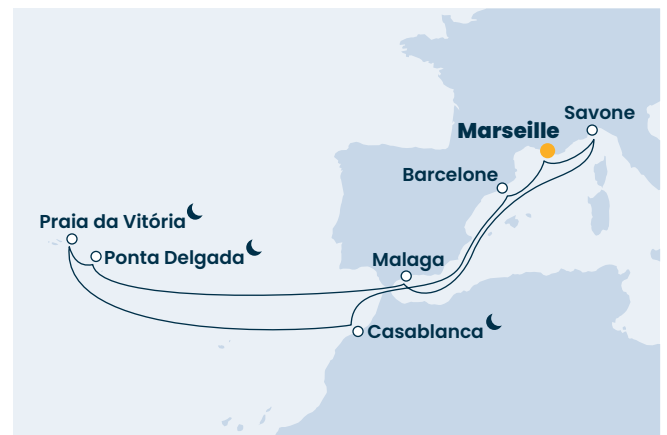 Savone
Marseille
Barcelone
Praia da Vitória
Ponta Delgada
Malaga
Casablanca